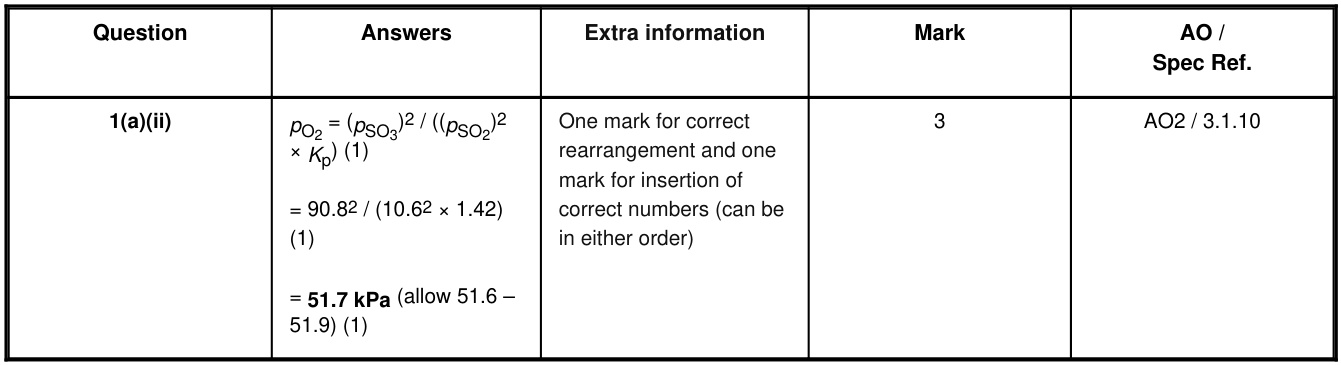 Question Answers Extra information Mark AO /
Spec Ref.
1(a)(ii)
pO2 = (pSO3)2 / ((pSO2)2
× Kp) (1)
= 90.82 / (10.62 × 1.42)
(1)
= 51.7 kPa (allow 51.6 –
51.9) (1)
One mark for correct
rearrangement and one
mark for insertion of
correct numbers (can be
in either order)
3
AO2 / 3.1.10